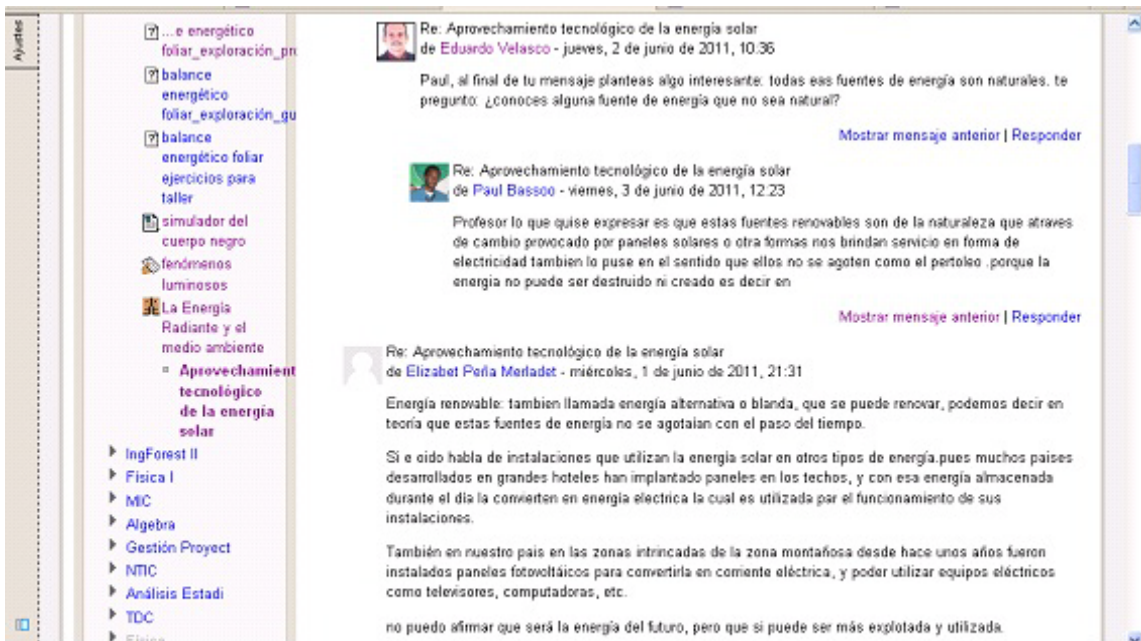 Ajustes
...e energético
foliar_exploración_pro
balance
energético
foliar_exploración_gu
balance
energético foliar
ejercicios para
taller
simulador del
cuerpo negro
fenómenos
luminosos
La Energía
Radiante y el
medio ambiente
Aprovechamient
tecnológico
de la energía
solar
IngForest II
Física I
MIC
Algebra
Gestión Proyect
NTIC
Análisis Estadi
TDC
Física
Re: Aprovechamiento tecnológico de la energía solar
de Eduardo Velasco - jueves, 2 de junio de 2011, 10:36
Paul, al final de tu mensaje planteas algo interesante: todas eas fuentes de energía son naturales. te
pregunto: ¿conoces alguna fuente de energía que no sea natural?
Mostrar mensaje anterior | Responder
Re: Aprovechamiento tecnológico de la energía solar
de Paul Bassoo - viernes, 3 de junio de 2011, 12:23
Profesor lo que quise expresar es que estas fuentes renovables son de la naturaleza que atraves
de cambio provocado por paneles solares o otra formas nos brindan servicio en forma de
electricidad tambien lo puse en el sentido que ellos no se agoten como el pertoleo .porque la
energia no puede ser destruido ni creado es decir en
Mostrar mensaje anterior | Responder
Re: Aprovechamiento tecnológico de la energía solar
de Elizabet Peña Merladet - miércoles, 1 de junio de 2011, 21:31
Energía renovable: tambien llamada energía alternativa o blanda, que se puede renovar, podemos decir en
teoría que estas fuentes de energía no se agotaían con el paso del tiempo.
Si e oido habla de instalaciones que utilizan la energía solar en otros tipos de energía.pues muchos paises
desarrollados en grandes hoteles han implantado paneles en los techos, y con esa energía almacenada
durante el día la convierten en energía electrica la cual es utilizada par el funcionamiento de sus
instalaciones.
También en nuestro pais en las zonas intrincadas de la zona montañosa desde hace unos años fueron
instalados paneles fotovoltáicos para convertirla en corriente eléctrica, y poder utilizar equipos eléctricos
como televisores, computadoras, etc.
no puedo afirmar que será la energía del futuro, pero que si puede ser más explotada y utilizada.